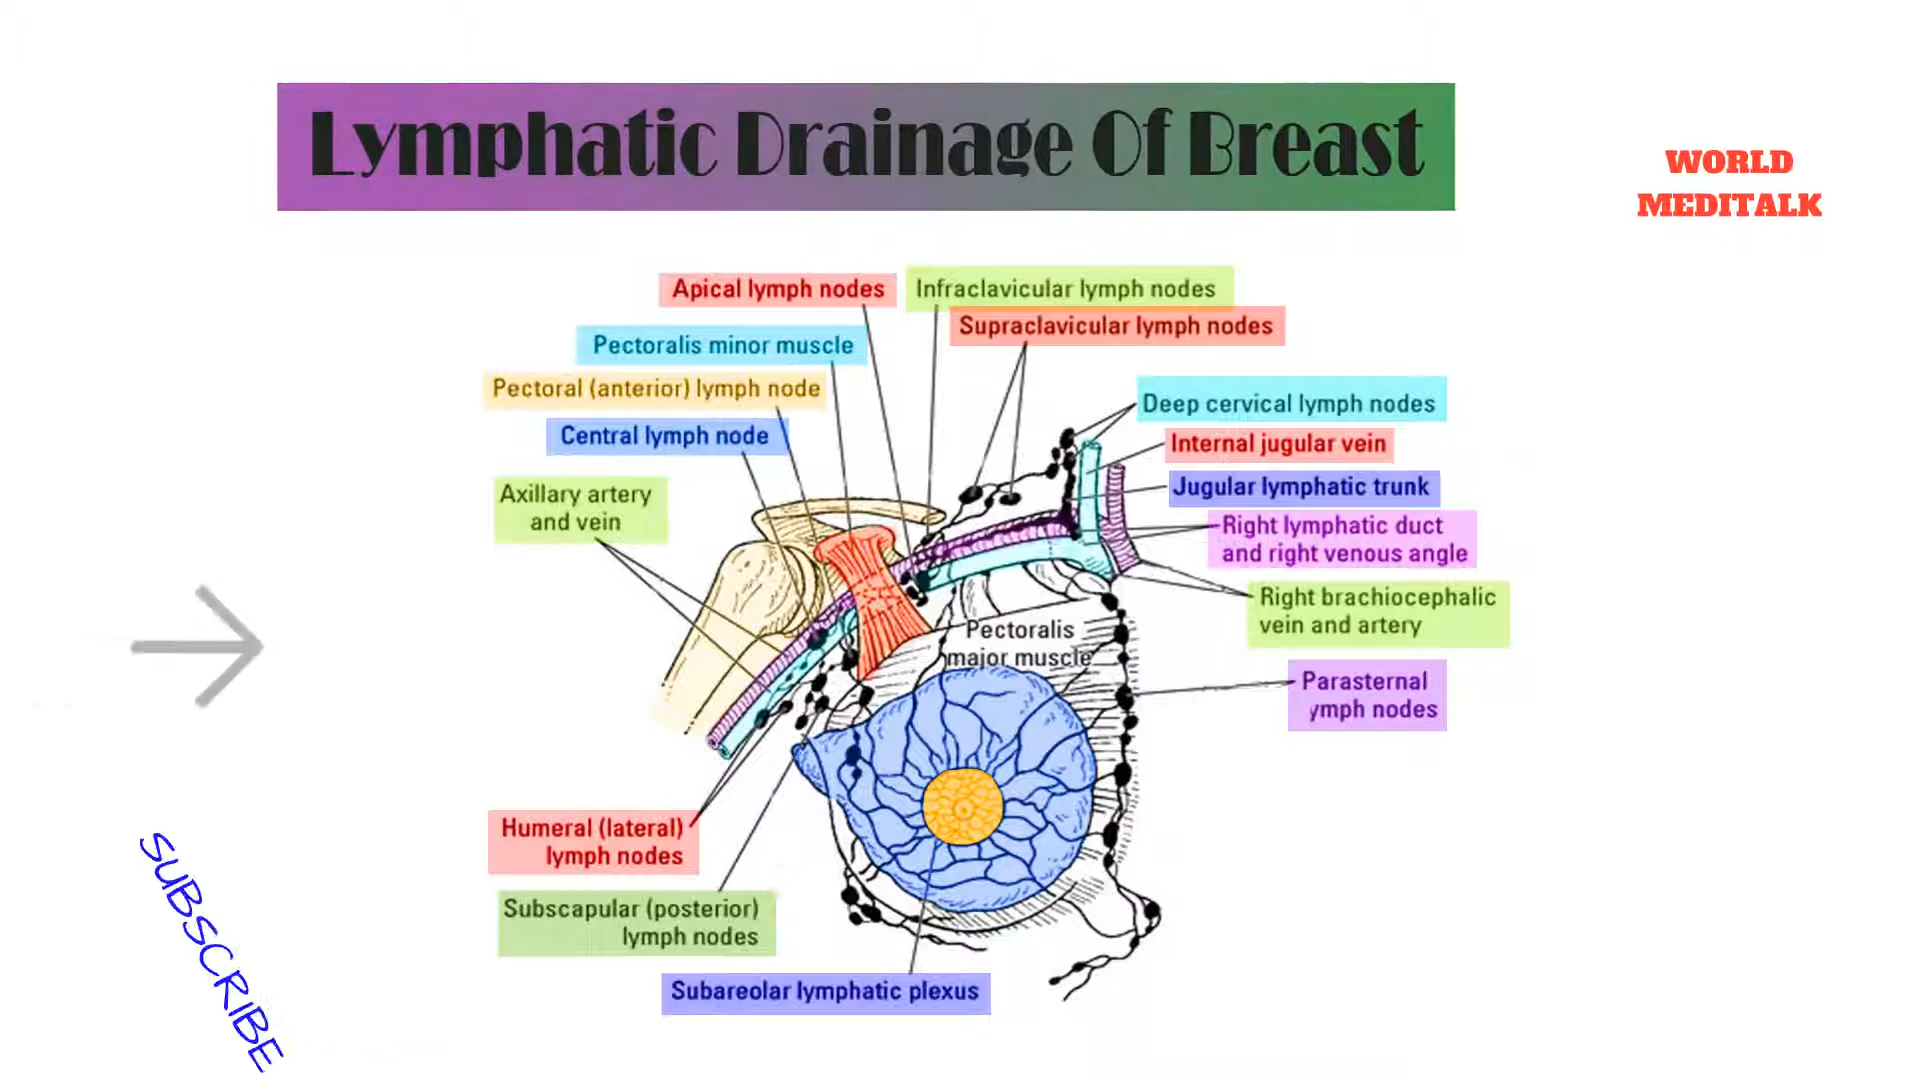 Lymphatic Drainage Of Breast
WORLD
MEDITALK
Apical lymph nodes
Infraclavicular lymph nodes
Supraclavicular lymph nodes
Pectoralis minor muscle
Pectoral (anterior) lymph node
Central lymph node
Axillary artery
and vein
Deep cervical lymph nodes
Internal jugular vein
Jugular lymphatic trunk
Right lymphatic duct
and right venous angle
Right brachiocephalic
vein and artery
Pectoralis
major muscle
Parasternal
ymph nodes
Humeral (lateral)
lymph nodes
Subscapular (posterior)
lymph nodes
Subareolar lymphatic plexus
SUBSCRIBE